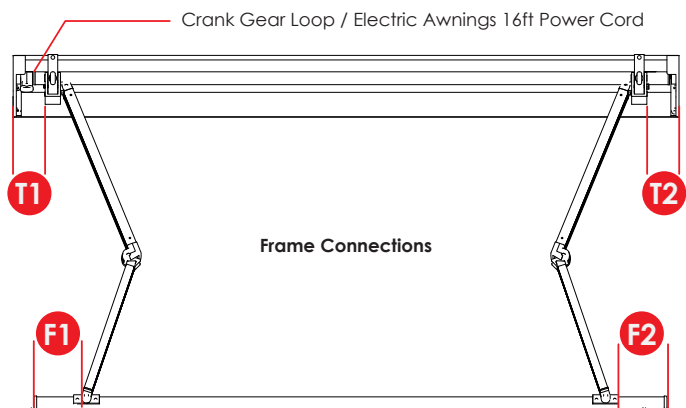 Crank Gear Loop / Electric Awnings 16ft Power Cord
T1
T2
Frame Connections
F1
F2